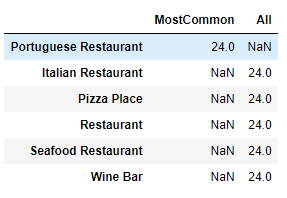 MostCommon All
Portuguese Restaurant 24.0 NaN
Italian Restaurant NaN 24.0
Pizza Place NaN 24.0
Restaurant NaN 24.0
Seafood Restaurant NaN 24.0
Wine Bar NaN 24.0